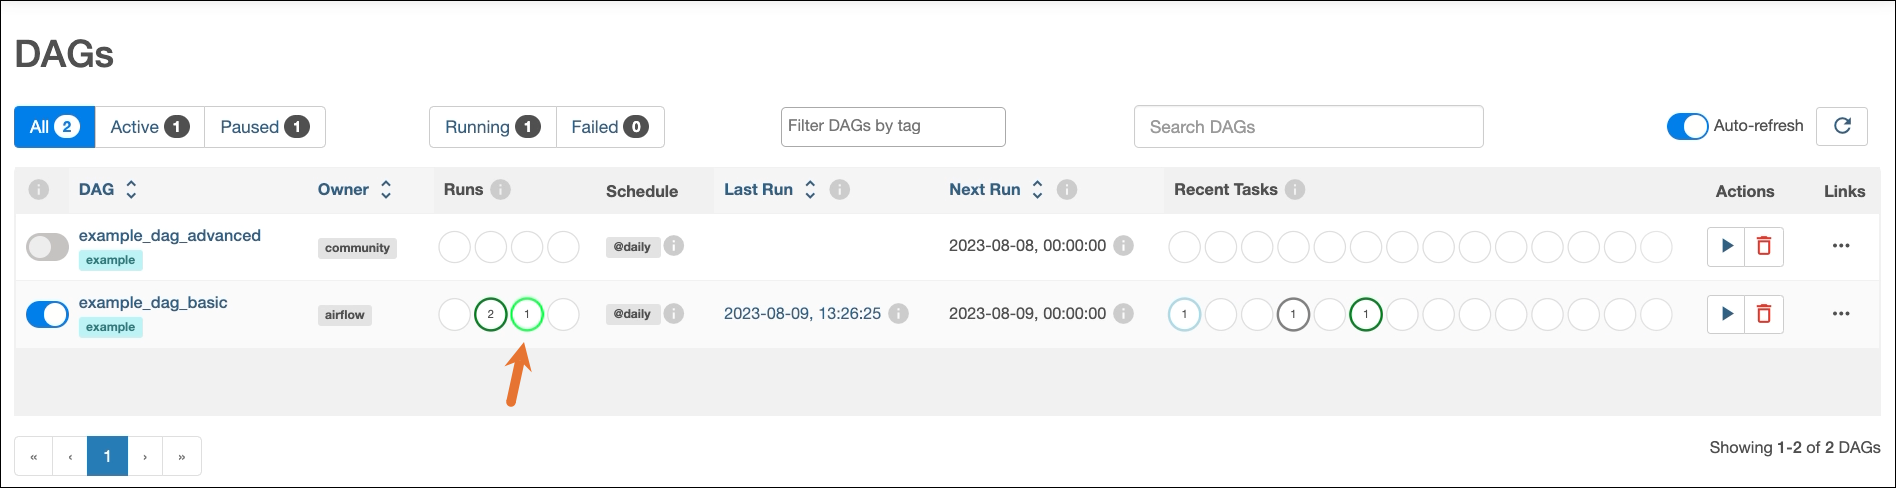 DAGs
All 2 Active 1 Paused 1 Running 1 Failed 0 Filter DAGs by tag Search DAGs Auto-refresh
i DAG Owner Runs i Schedule Last Run i Next Run i Recent Tasks i Actions Links
example_dag_advanced
example community @daily i 2023-08-08, 00:00:00 i ...
example_dag_basic
example airflow 2 1 @daily i 2023-08-09, 13:26:25 i 2023-08-09, 00:00:00 i 1 1 1 ...
« ‹ 1 › »
Showing 1-2 of 2 DAGs